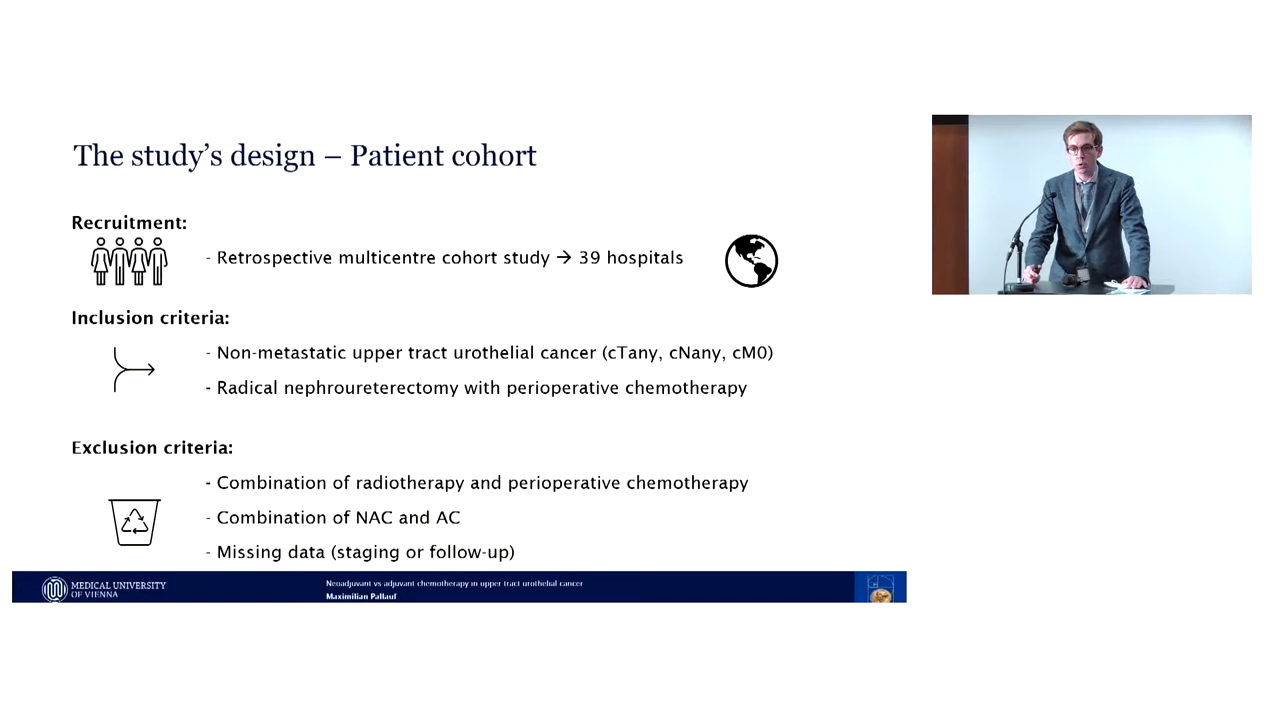 The study's design – Patient cohort
Recruitment:
- Retrospective multicentre cohort study → 39 hospitals
Inclusion criteria:
- Non-metastatic upper tract urothelial cancer (cTany, cNany, cM0)
- Radical nephroureterectomy with perioperative chemotherapy
Exclusion criteria:
- Combination of radiotherapy and perioperative chemotherapy
- Combination of NAC and AC
- Missing data (staging or follow-up)
MEDICAL UNIVERSITY
OF VIENNA
Neoadjuvant vs adjuvant chemotherapy in upper tract urothelial cancer
Maximilian Pallauf